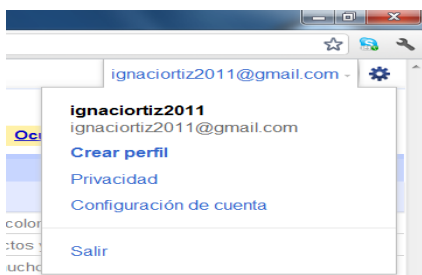 ignaciortiz2011@gmail.com
ignaciortiz2011
ignaciortiz2011@gmail.com
Crear perfil
Privacidad
Configuración de cuenta
Salir